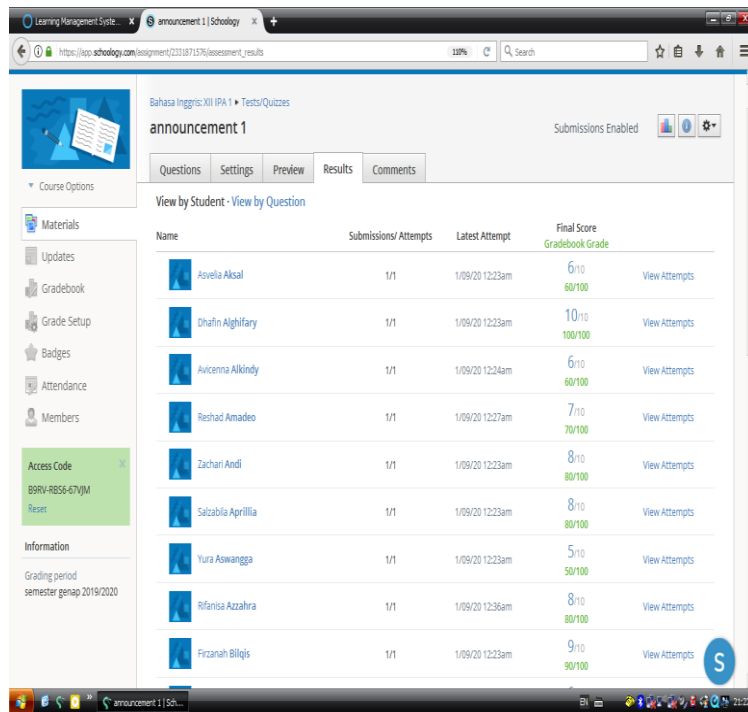 Learning Management Syste... x
announcement 1 | Schoology x +
https://app.schoology.com/assignment/2331871576/assessment_results 110% Search
Bahasa Inggris: XII IPA 1 ▸ Tests/Quizzes
announcement 1
Submissions Enabled
Questions Settings Preview Results Comments
Course Options
Materials
Updates
Gradebook
Grade Setup
Badges
Attendance
Members
Access Code x
B9RV-RBS6-67VJM
Reset
Information
Grading period
semester genap 2019/2020
View by Student · View by Question
Name Submissions/ Attempts Latest Attempt Final Score
Gradebook Grade
Asvelia Aksal 1/1 1/09/20 12:23am 6/10 View Attempts
60/100
Dhafin Alghifary 1/1 1/09/20 12:23am 10/10 View Attempts
100/100
Avicenna Alkindy 1/1 1/09/20 12:24am 6/10 View Attempts
60/100
Reshad Amadeo 1/1 1/09/20 12:27am 7/10 View Attempts
70/100
Zachari Andi 1/1 1/09/20 12:23am 8/10 View Attempts
80/100
Salzabila Aprillia 1/1 1/09/20 12:23am 8/10 View Attempts
80/100
Yura Aswangga 1/1 1/09/20 12:23am 5/10 View Attempts
50/100
Rifanisa Azzahra 1/1 1/09/20 12:36am 8/10 View Attempts
80/100
Firzanah Bilqis 1/1 1/09/20 12:23am 9/10 View Attempts
90/100
S
announcement 1 | Sch... EN